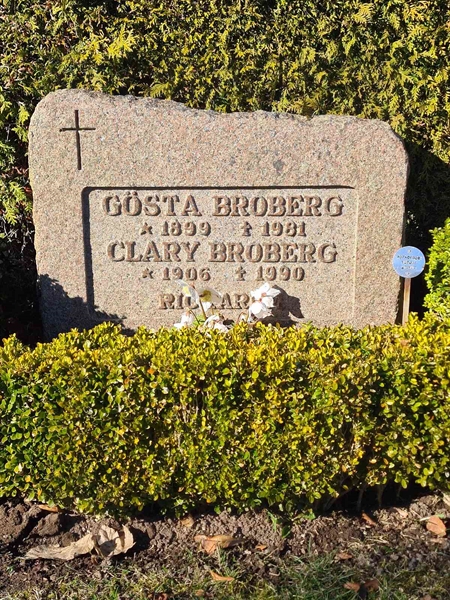 GÖSTA BROBERG
★ 1899 ✝ 1981
CLARY BROBERG
★ 1906 ✝ 1990